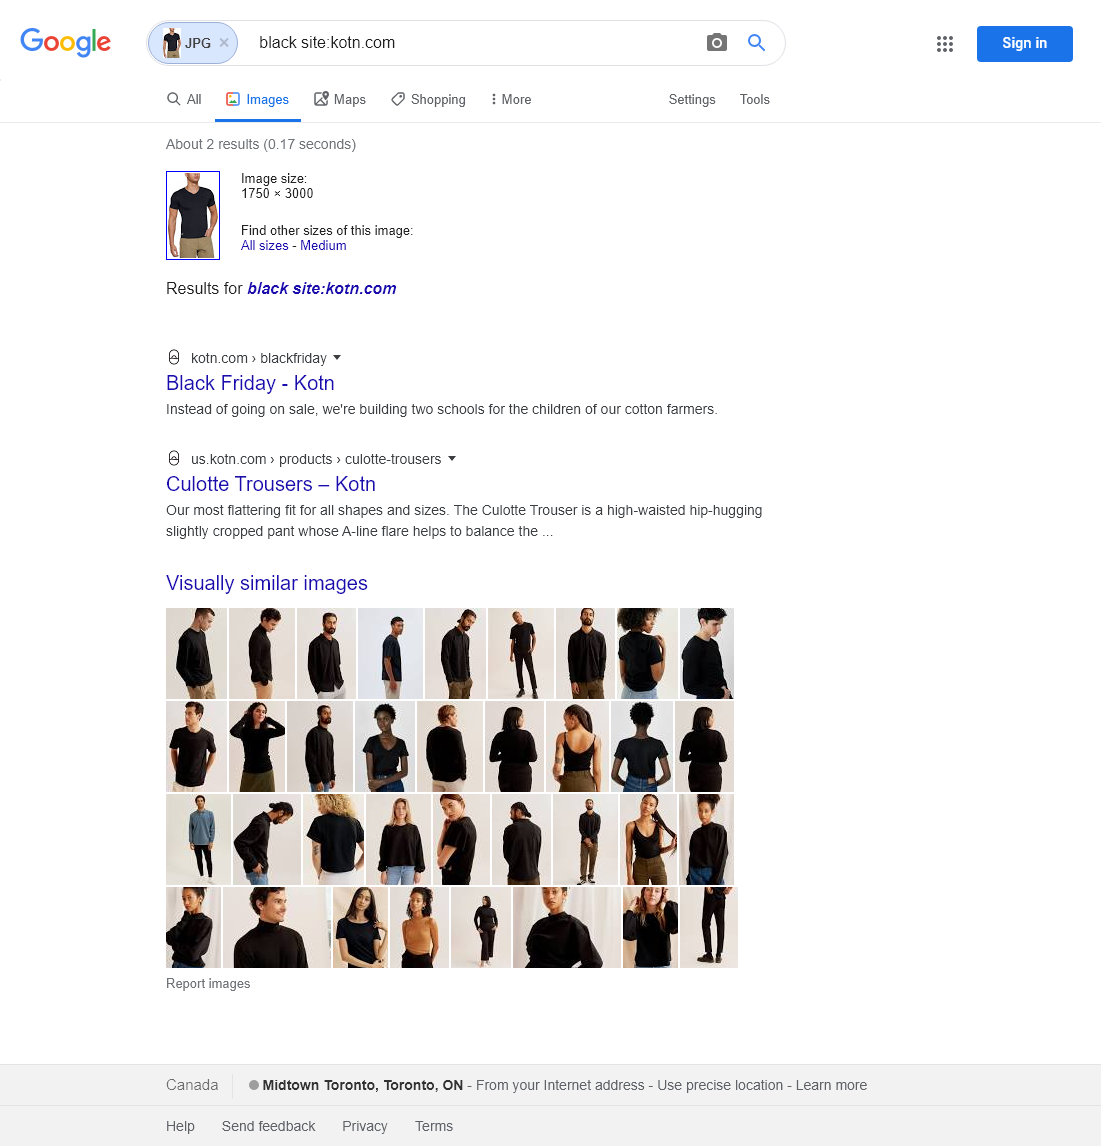 Google
JPG × black site:kotn.com
Sign in
All Images Maps Shopping More
Settings Tools
About 2 results (0.17 seconds)
Image size:
1750 × 3000
Find other sizes of this image:
All sizes - Medium
Results for black site:kotn.com
kotn.com › blackfriday
Black Friday - Kotn
Instead of going on sale, we're building two schools for the children of our cotton farmers.
us.kotn.com › products › culotte-trousers
Culotte Trousers – Kotn
Our most flattering fit for all shapes and sizes. The Culotte Trouser is a high-waisted hip-hugging
slightly cropped pant whose A-line flare helps to balance the ...
Visually similar images
Report images
Canada
Midtown Toronto, Toronto, ON - From your Internet address - Use precise location - Learn more
Help Send feedback Privacy Terms